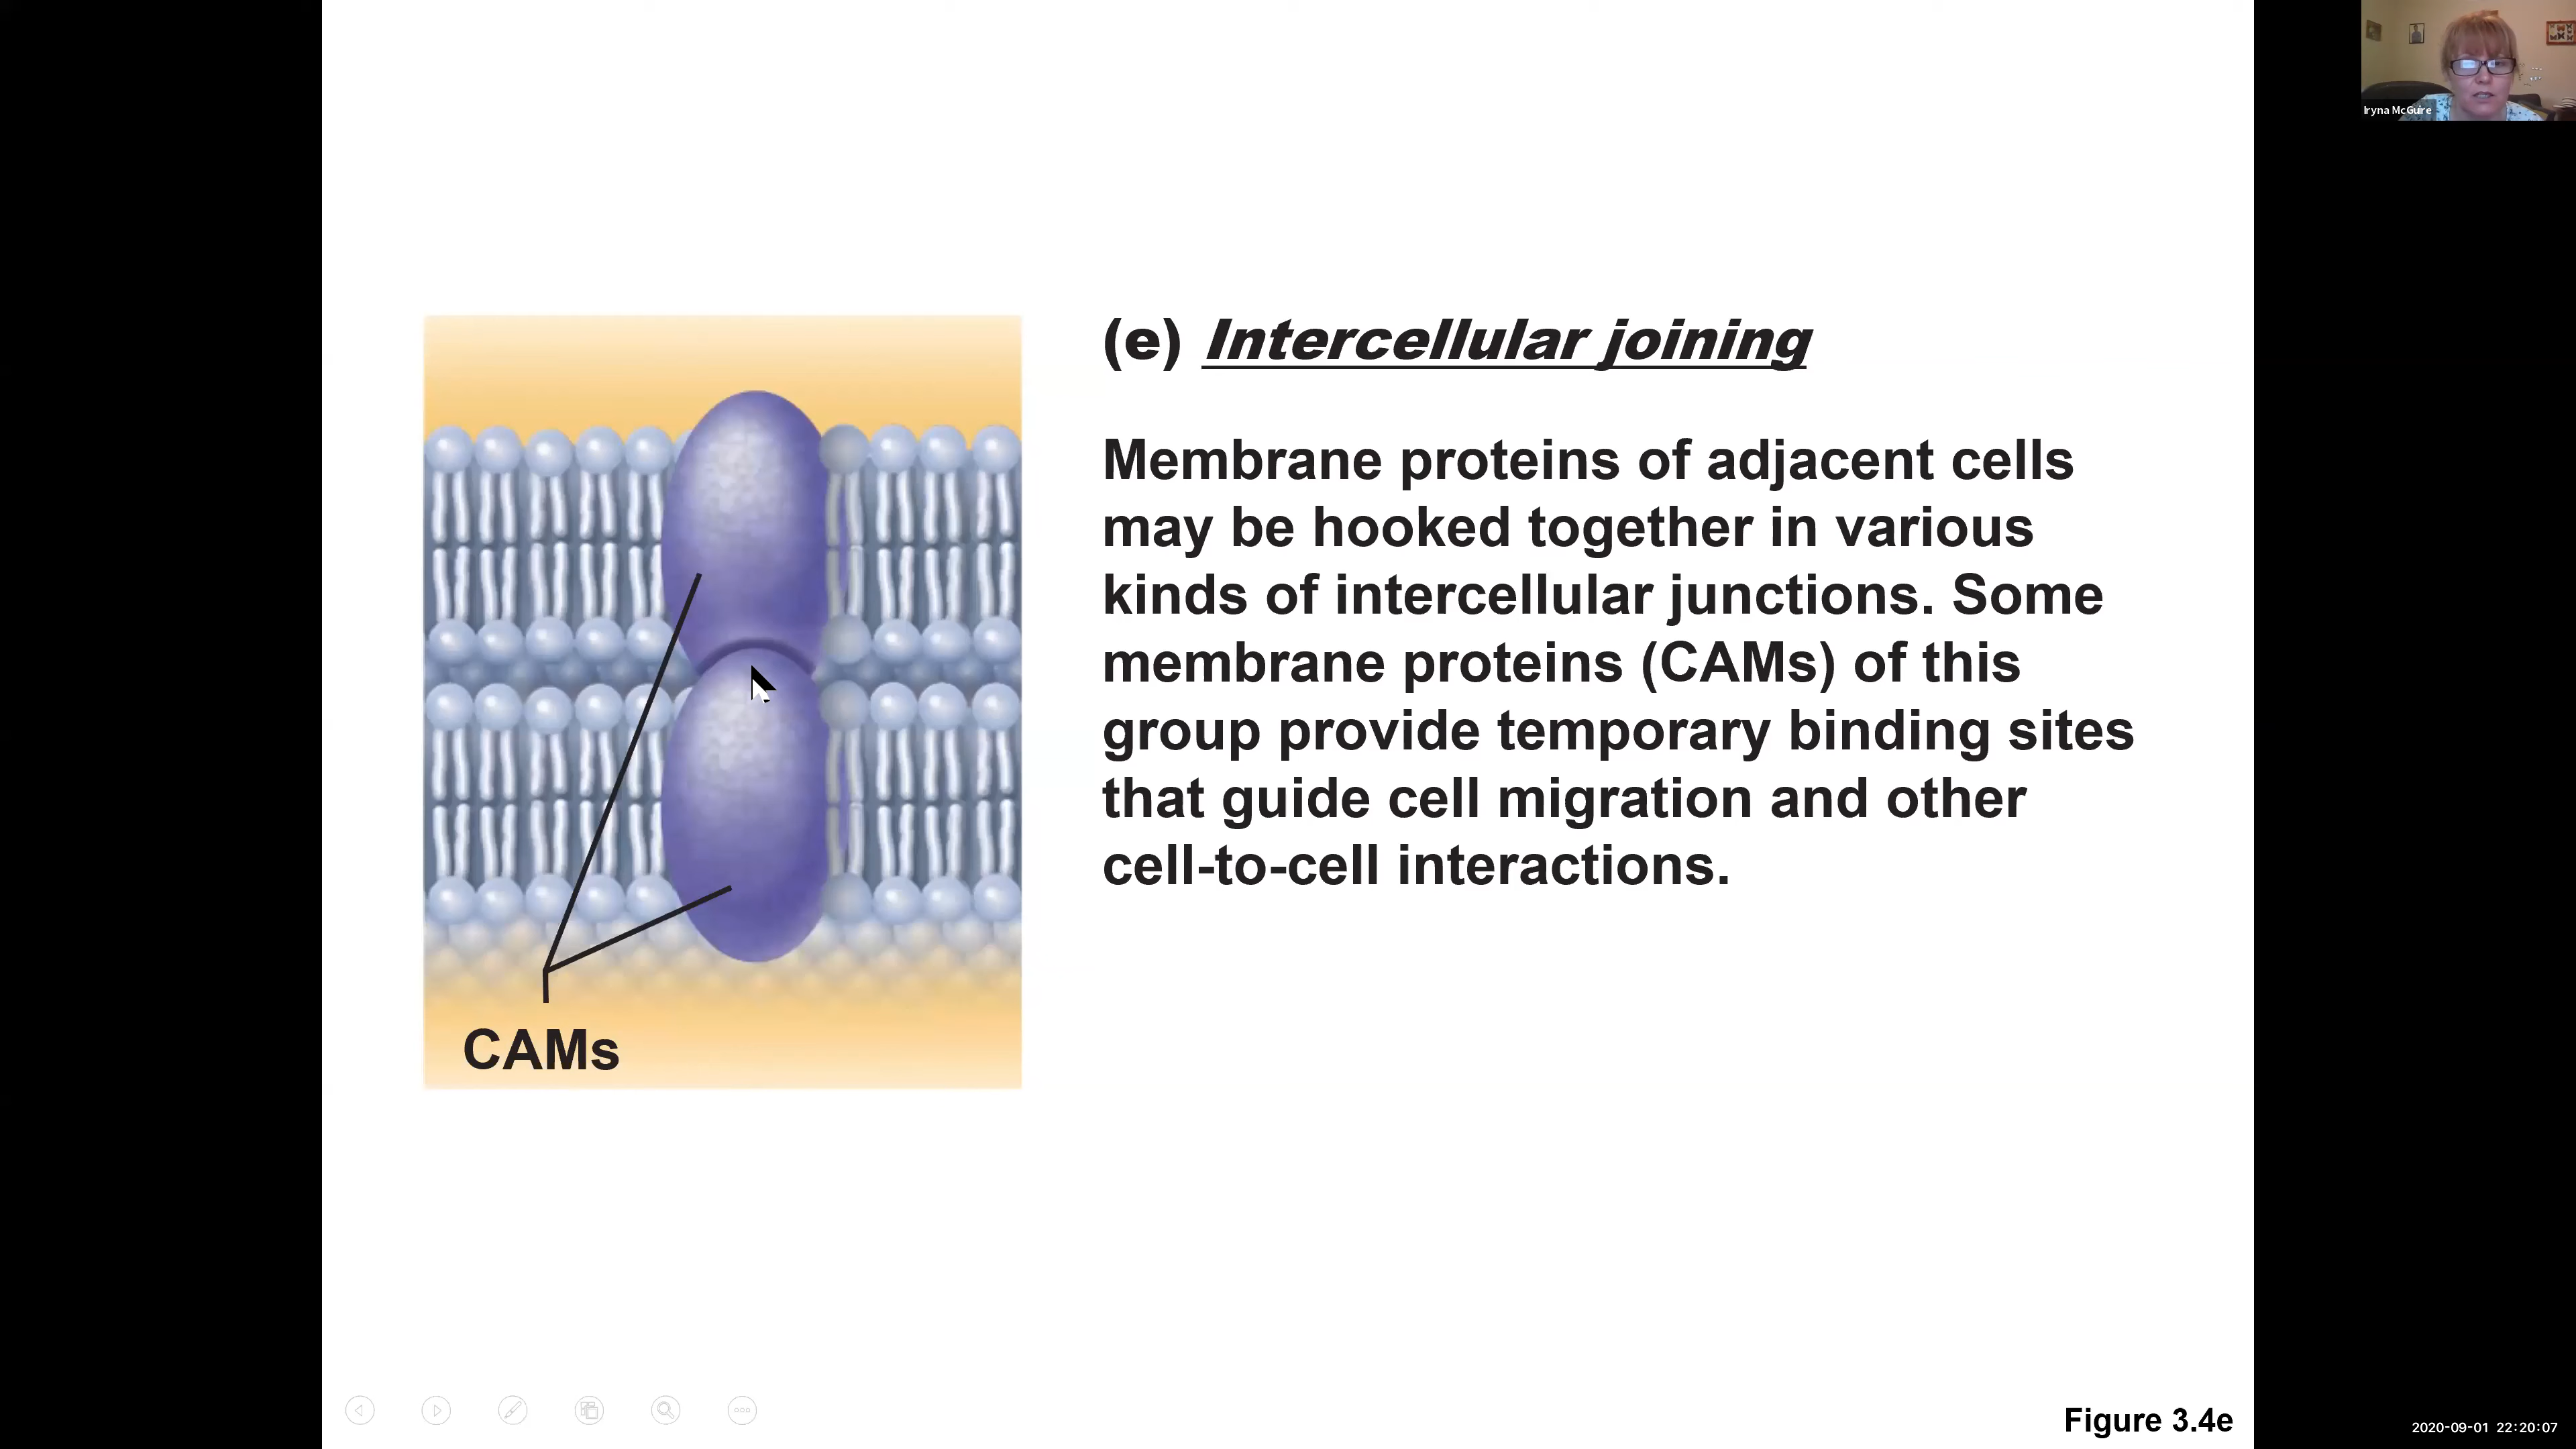 Iryna McGuire
(e) Intercellular joining
Membrane proteins of adjacent cells
may be hooked together in various
kinds of intercellular junctions. Some
membrane proteins (CAMs) of this
group provide temporary binding sites
that guide cell migration and other
cell-to-cell interactions.
CAMs
Figure 3.4e
2020-09-01 22:20:07